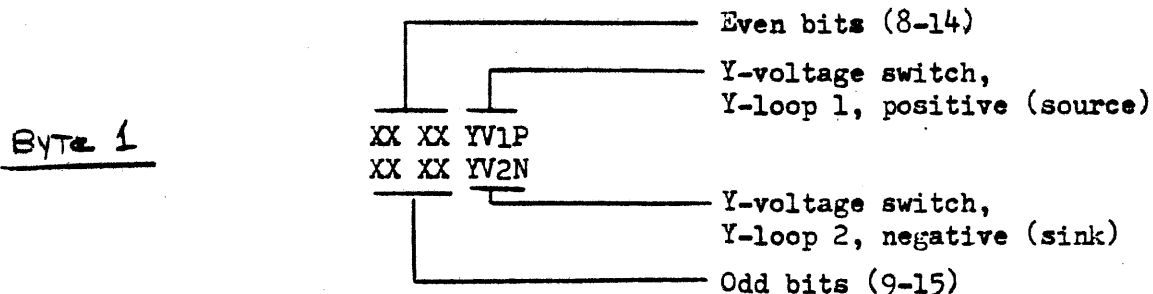 Even bits (8-14)
Y-voltage switch,
Y-loop 1, positive (source)
Byte 1
XX XX YV1P
XX XX YV2N
Y-voltage switch,
Y-loop 2, negative (sink)
Odd bits (9-15)